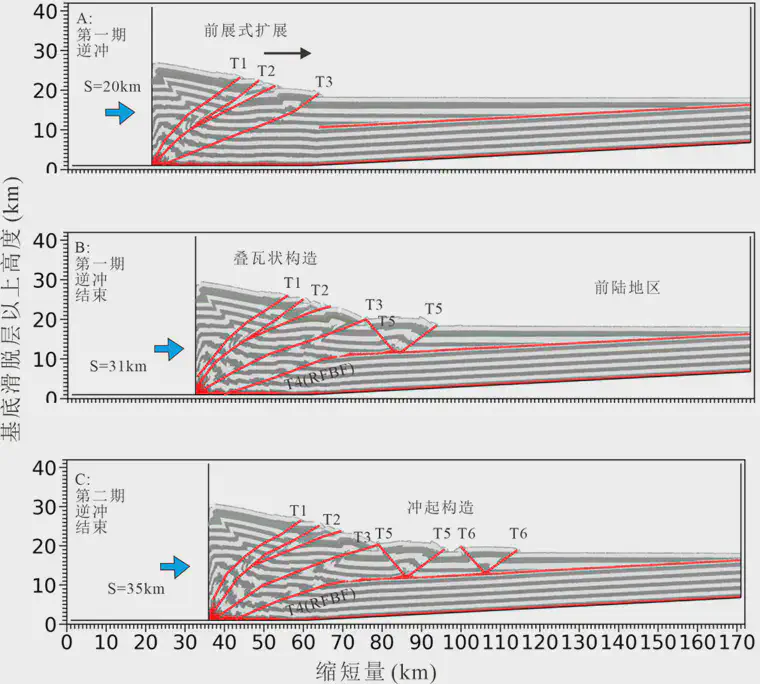 基底滑脱层以上高度(km)
40
30
20
10
0
A:
第一期
逆冲
前展式扩展
S=20km
T1
T2
T3
40
30
20
10
0
B:
第一期
逆冲
结束
叠瓦状构造
前陆地区
S=31km
T1
T2
T3
T5
T5
T4(RFBF)
40
30
20
10
0
C:
第二期
逆冲
结束
冲起构造
S=35km
T1
T2
T3
T5
T5
T6
T6
T4(RFBF)
0 10 20 30 40 50 60 70 80 90 100 110 120 130 140 150 160 170
缩短量(km)